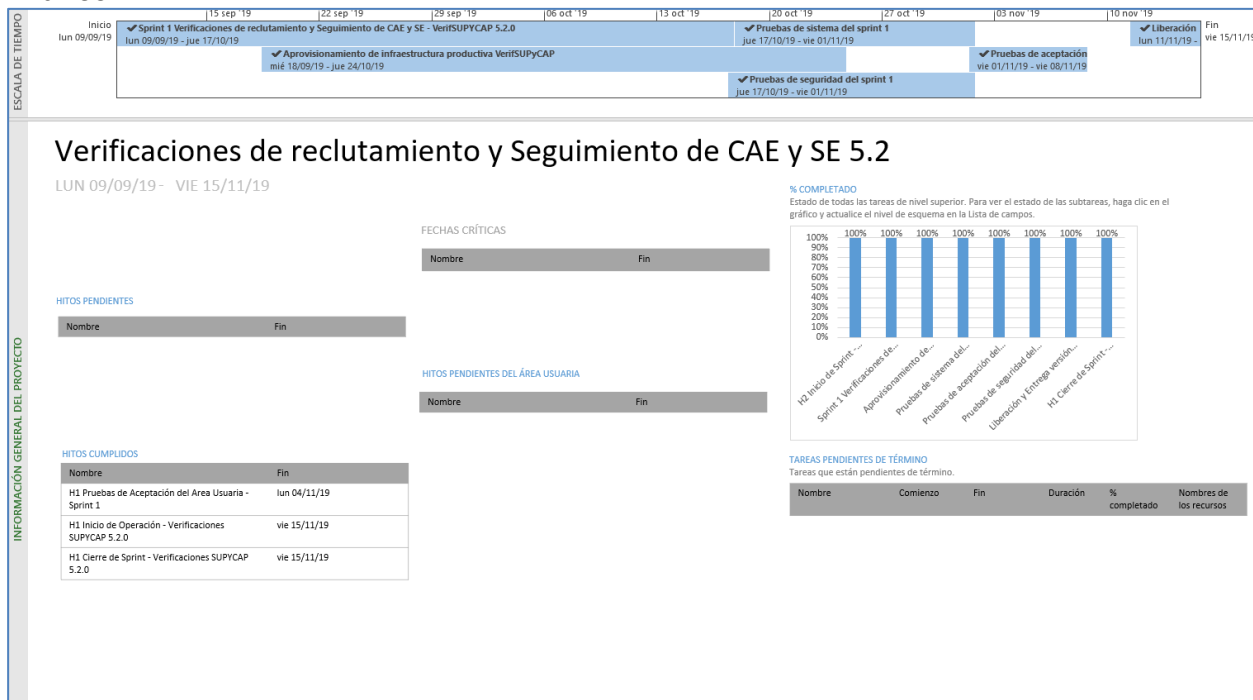 ESCALA DE TIEMPO
Inicio
lun 09/09/19
15 sep '19
22 sep '19
29 sep '19
06 oct '19
13 oct '19
20 oct '19
27 oct '19
03 nov '19
10 nov '19
Sprint 1 Verificaciones de reclutamiento y Seguimiento de CAE y SE - VerifSUPYCAP 5.2.0
lun 09/09/19 - jue 17/10/19
Pruebas de sistema del sprint 1
jue 17/10/19 - vie 01/11/19
Liberación
lun 11/11/19 -
Fin
vie 15/11/19
Aprovisionamiento de infraestructura productiva VerifSUPyCAP
mié 18/09/19 - jue 24/10/19
Pruebas de aceptación
vie 01/11/19 - vie 08/11/19
Pruebas de seguridad del sprint 1
jue 17/10/19 - vie 01/11/19
INFORMACIÓN GENERAL DEL PROYECTO
Verificaciones de reclutamiento y Seguimiento de CAE y SE 5.2
LUN 09/09/19 - VIE 15/11/19
FECHAS CRÍTICAS
Nombre Fin
HITOS PENDIENTES
Nombre Fin
HITOS PENDIENTES DEL ÁREA USUARIA
Nombre Fin
HITOS CUMPLIDOS
Nombre Fin
H1 Pruebas de Aceptación del Area Usuaria - lun 04/11/19
Sprint 1
H1 Inicio de Operación - Verificaciones vie 15/11/19
SUPYCAP 5.2.0
H1 Cierre de Sprint - Verificaciones SUPYCAP vie 15/11/19
5.2.0
% COMPLETADO
Estado de todas las tareas de nivel superior. Para ver el estado de las subtareas, haga clic en el
gráfico y actualice el nivel de esquema en la Lista de campos.
100% 100% 100% 100% 100% 100% 100% 100%
100%
90%
80%
70%
60%
50%
40%
30%
20%
10%
0%
H2 Inicio de Sprint -...
Sprint 1 Verificaciones de...
Aprovisionamiento de...
Pruebas de sistema del...
Pruebas de aceptación del...
Pruebas de seguridad del...
Liberación y Entrega versión...
H1 Cierre de Sprint -...
TAREAS PENDIENTES DE TÉRMINO
Tareas que están pendientes de término.
Nombre Comienzo Fin Duración % Nombres de
completado los recursos